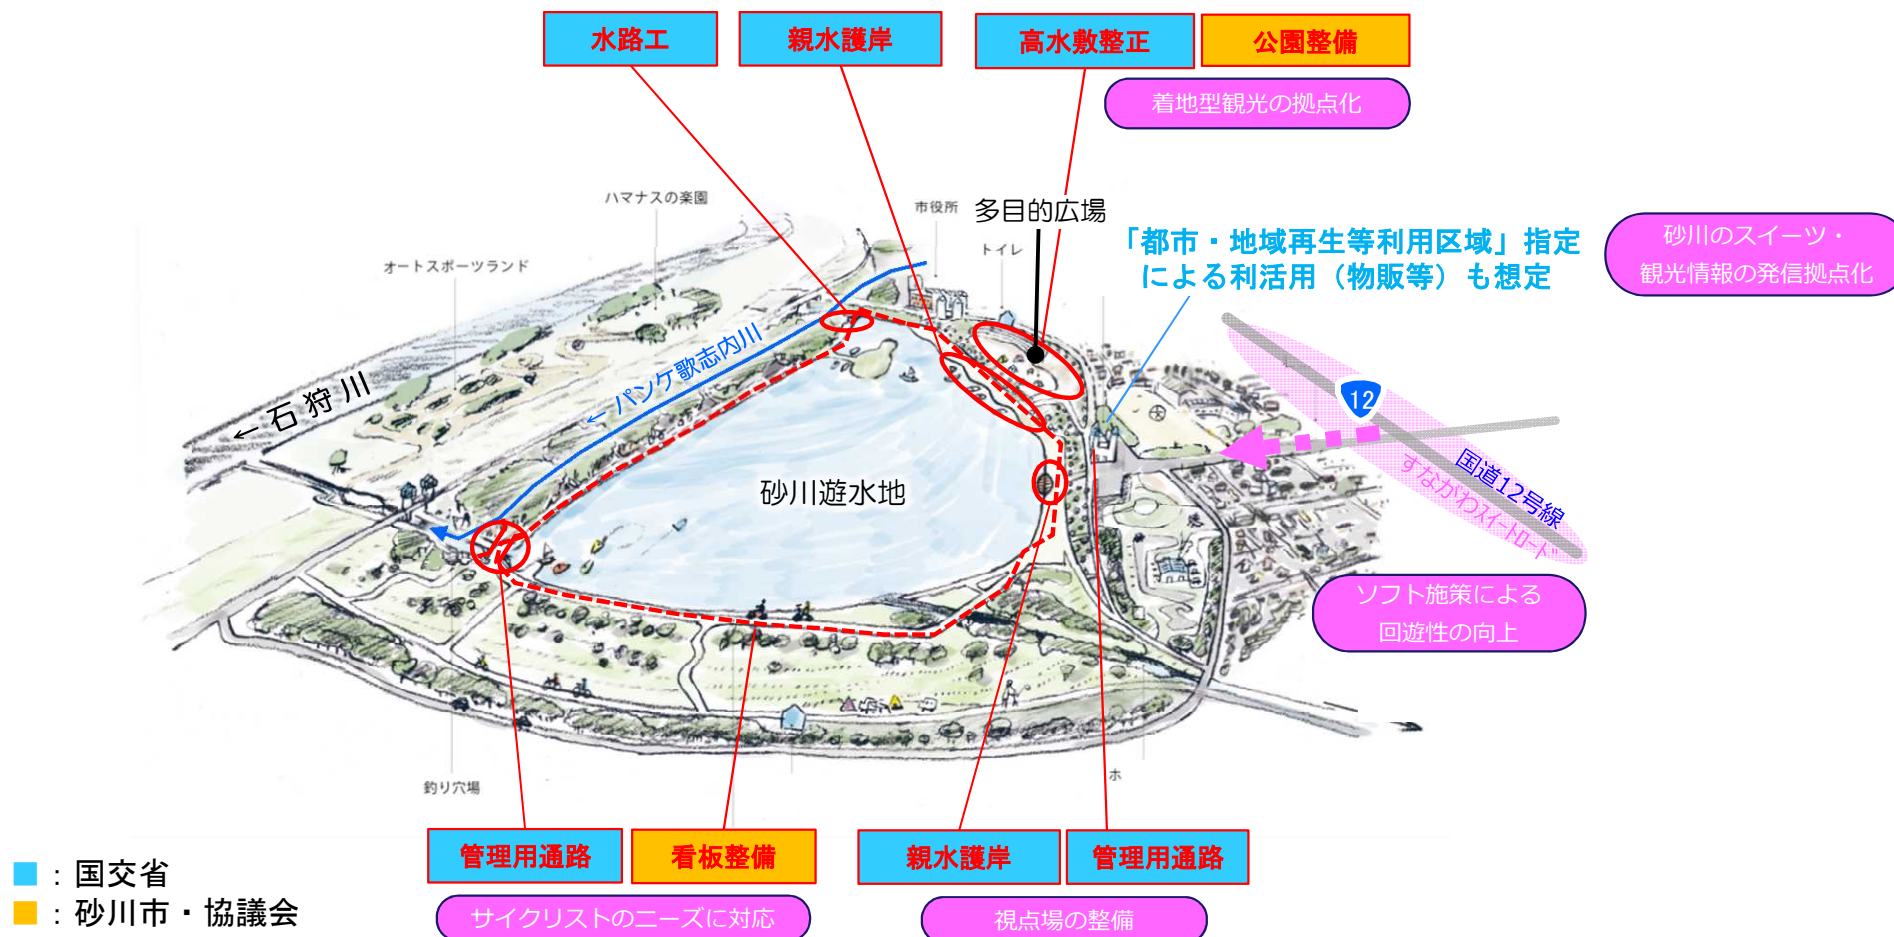 水路工
親水護岸
高水敷整正
公園整備
着地型観光の拠点化
ハマナスの楽園
市役所
多目的広場
トイレ
オートスポーツランド
「都市・地域再生等利用区域」指定
による利活用（物販等）も想定
砂川のスイーツ・
観光情報の発信拠点化
←石狩川
←パンケ歌志内川
12
国道12号線
すながわスイートロード
砂川遊水地
ソフト施策による
回遊性の向上
釣り穴場
ホ
管理用通路
看板整備
親水護岸
管理用通路
サイクリストのニーズに対応
視点場の整備
：国交省
：砂川市・協議会